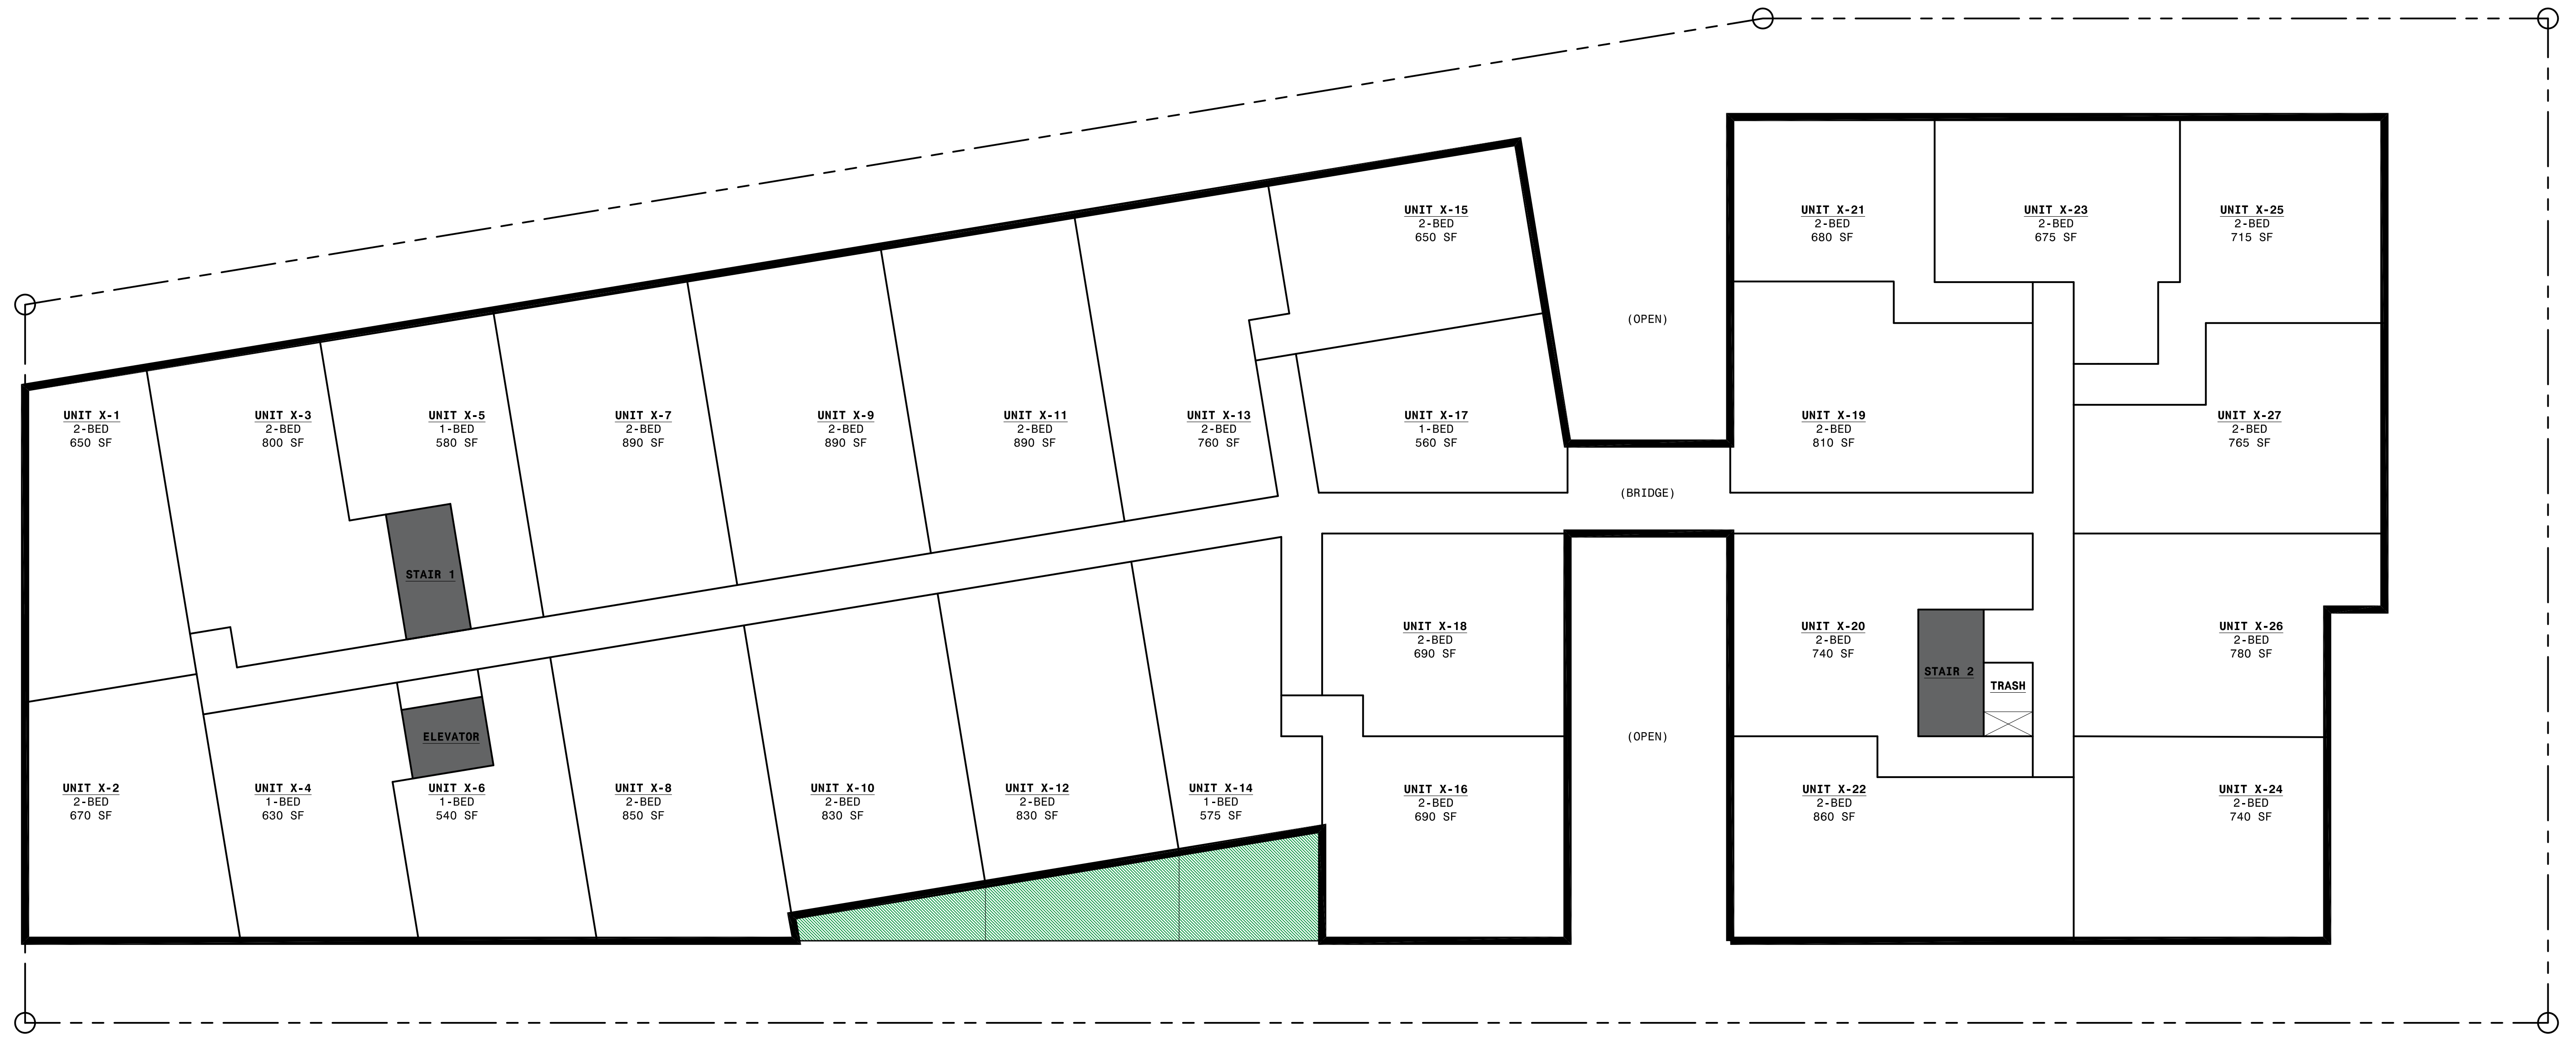 UNIT X-15
2-BED
650 SF
UNIT X-21
2-BED
680 SF
UNIT X-23
2-BED
675 SF
UNIT X-25
2-BED
715 SF
(OPEN)
UNIT X-1
2-BED
650 SF
UNIT X-3
2-BED
800 SF
UNIT X-5
1-BED
580 SF
UNIT X-7
2-BED
890 SF
UNIT X-9
2-BED
890 SF
UNIT X-11
2-BED
890 SF
UNIT X-13
2-BED
760 SF
UNIT X-17
1-BED
560 SF
UNIT X-19
2-BED
810 SF
UNIT X-27
2-BED
765 SF
(BRIDGE)
STAIR 1
UNIT X-18
2-BED
690 SF
UNIT X-20
2-BED
740 SF
STAIR 2
TRASH
UNIT X-26
2-BED
780 SF
ELEVATOR
(OPEN)
UNIT X-2
2-BED
670 SF
UNIT X-4
1-BED
630 SF
UNIT X-6
1-BED
540 SF
UNIT X-8
2-BED
850 SF
UNIT X-10
2-BED
830 SF
UNIT X-12
2-BED
830 SF
UNIT X-14
1-BED
575 SF
UNIT X-16
2-BED
690 SF
UNIT X-22
2-BED
860 SF
UNIT X-24
2-BED
740 SF